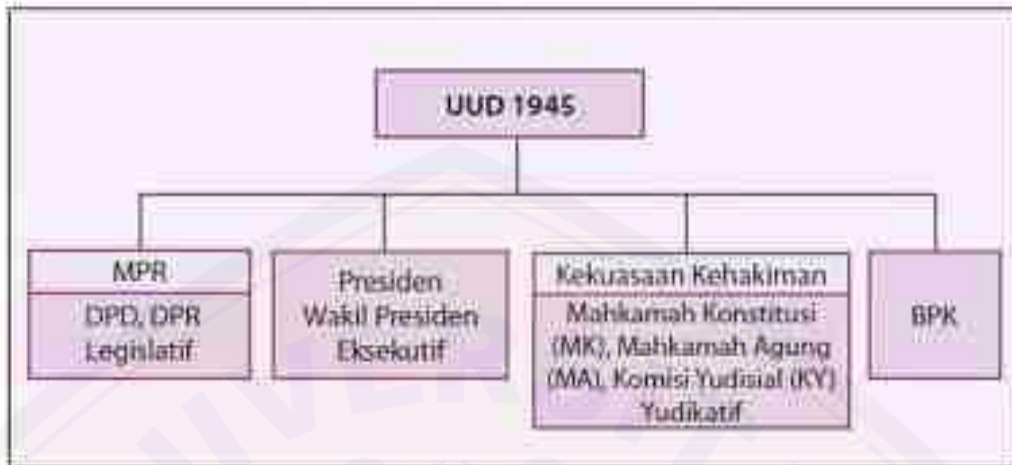 UUD 1945
MPR
DPD, DPR
Legislatif
Presiden
Wakil Presiden
Eksekutif
Kekuasaan Kehakiman
Mahkamah Konstitusi
(MK), Mahkamah Agung
(MA), Komisi Yudisial (KY)
Yudikatif
BPK